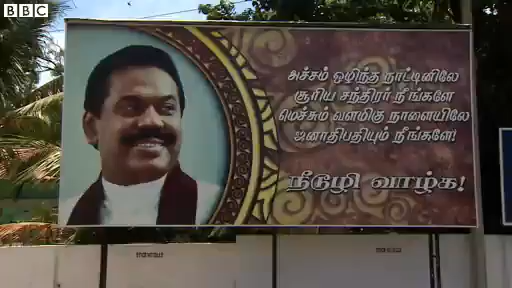 BBC
அச்சம் ஒழிந்த நாட்டினிலே
சூரிய சந்திரர் நீங்களே
மெச்சும் வளமிகு நாளையிலே
ஜனாதிபதியும் நீங்களே!
நீடூழி வாழ்க!